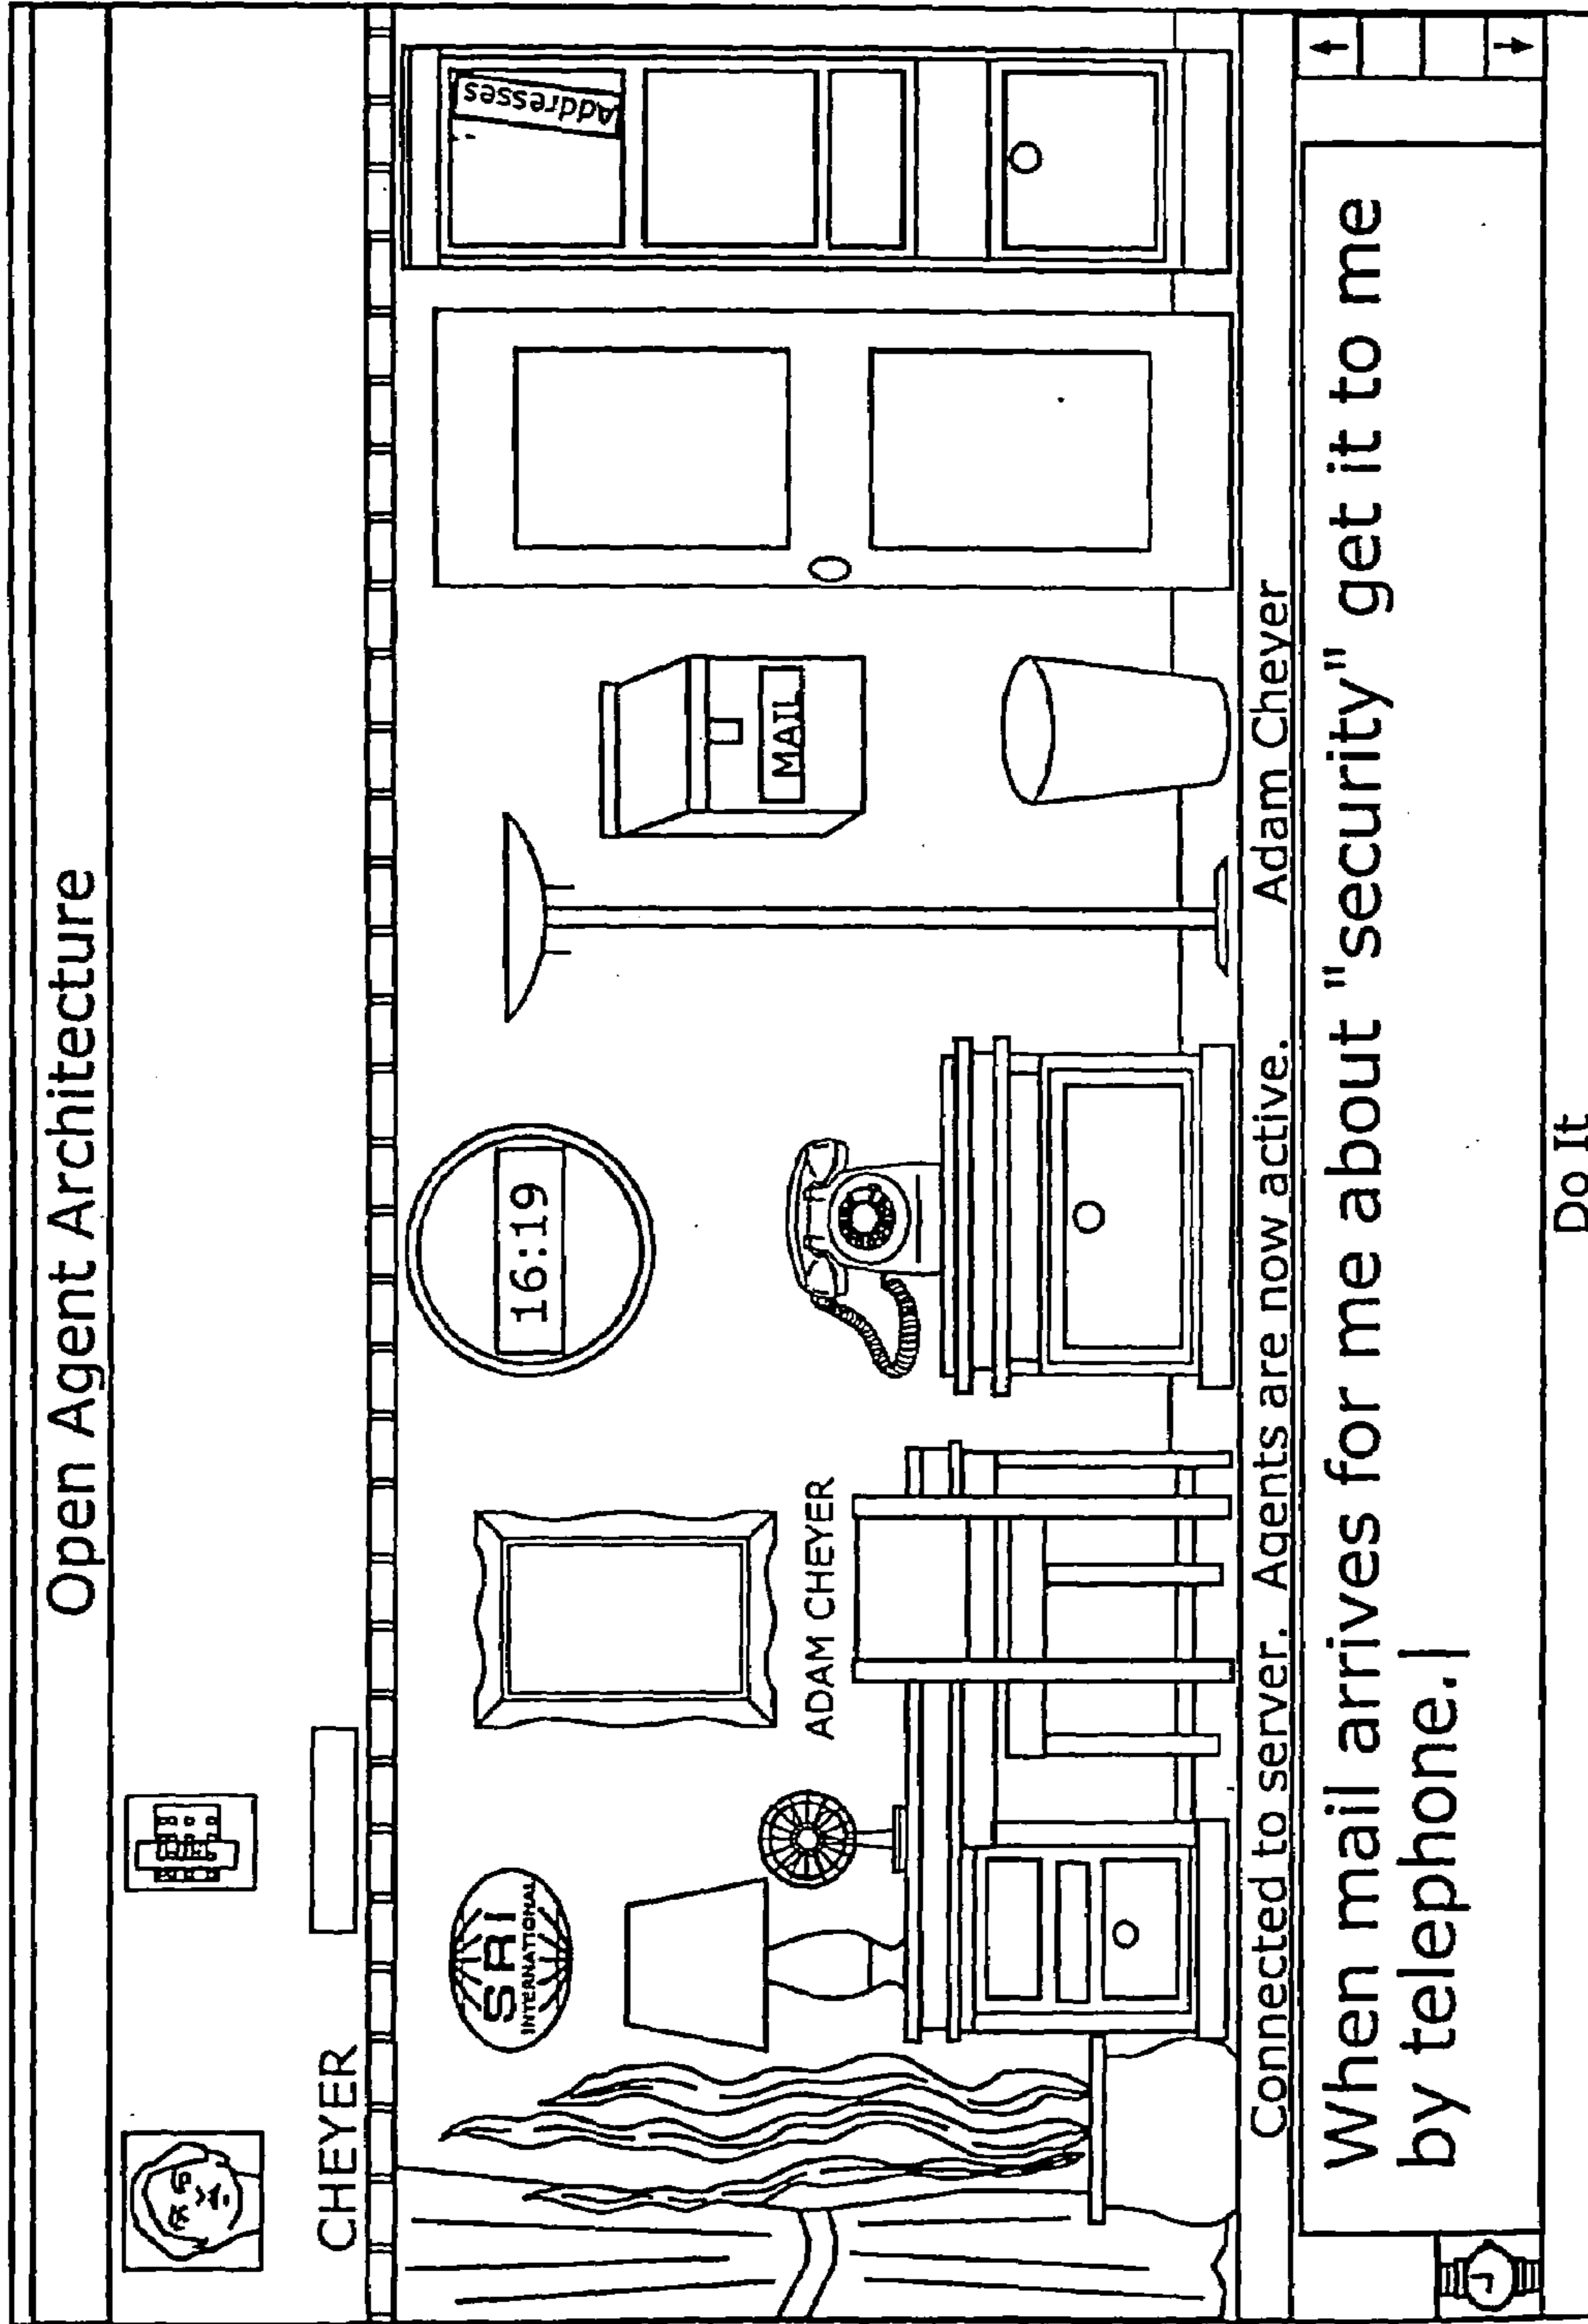 Open Agent Architecture
CHEYER
SRI
INTERNATIONAL
16:19
Addresses
MAIL
ADAM CHEYER
Connected to server. Agents are now active. Adam Cheyer
When mail arrives for me about "security" get it to me
by telephone.
Do It